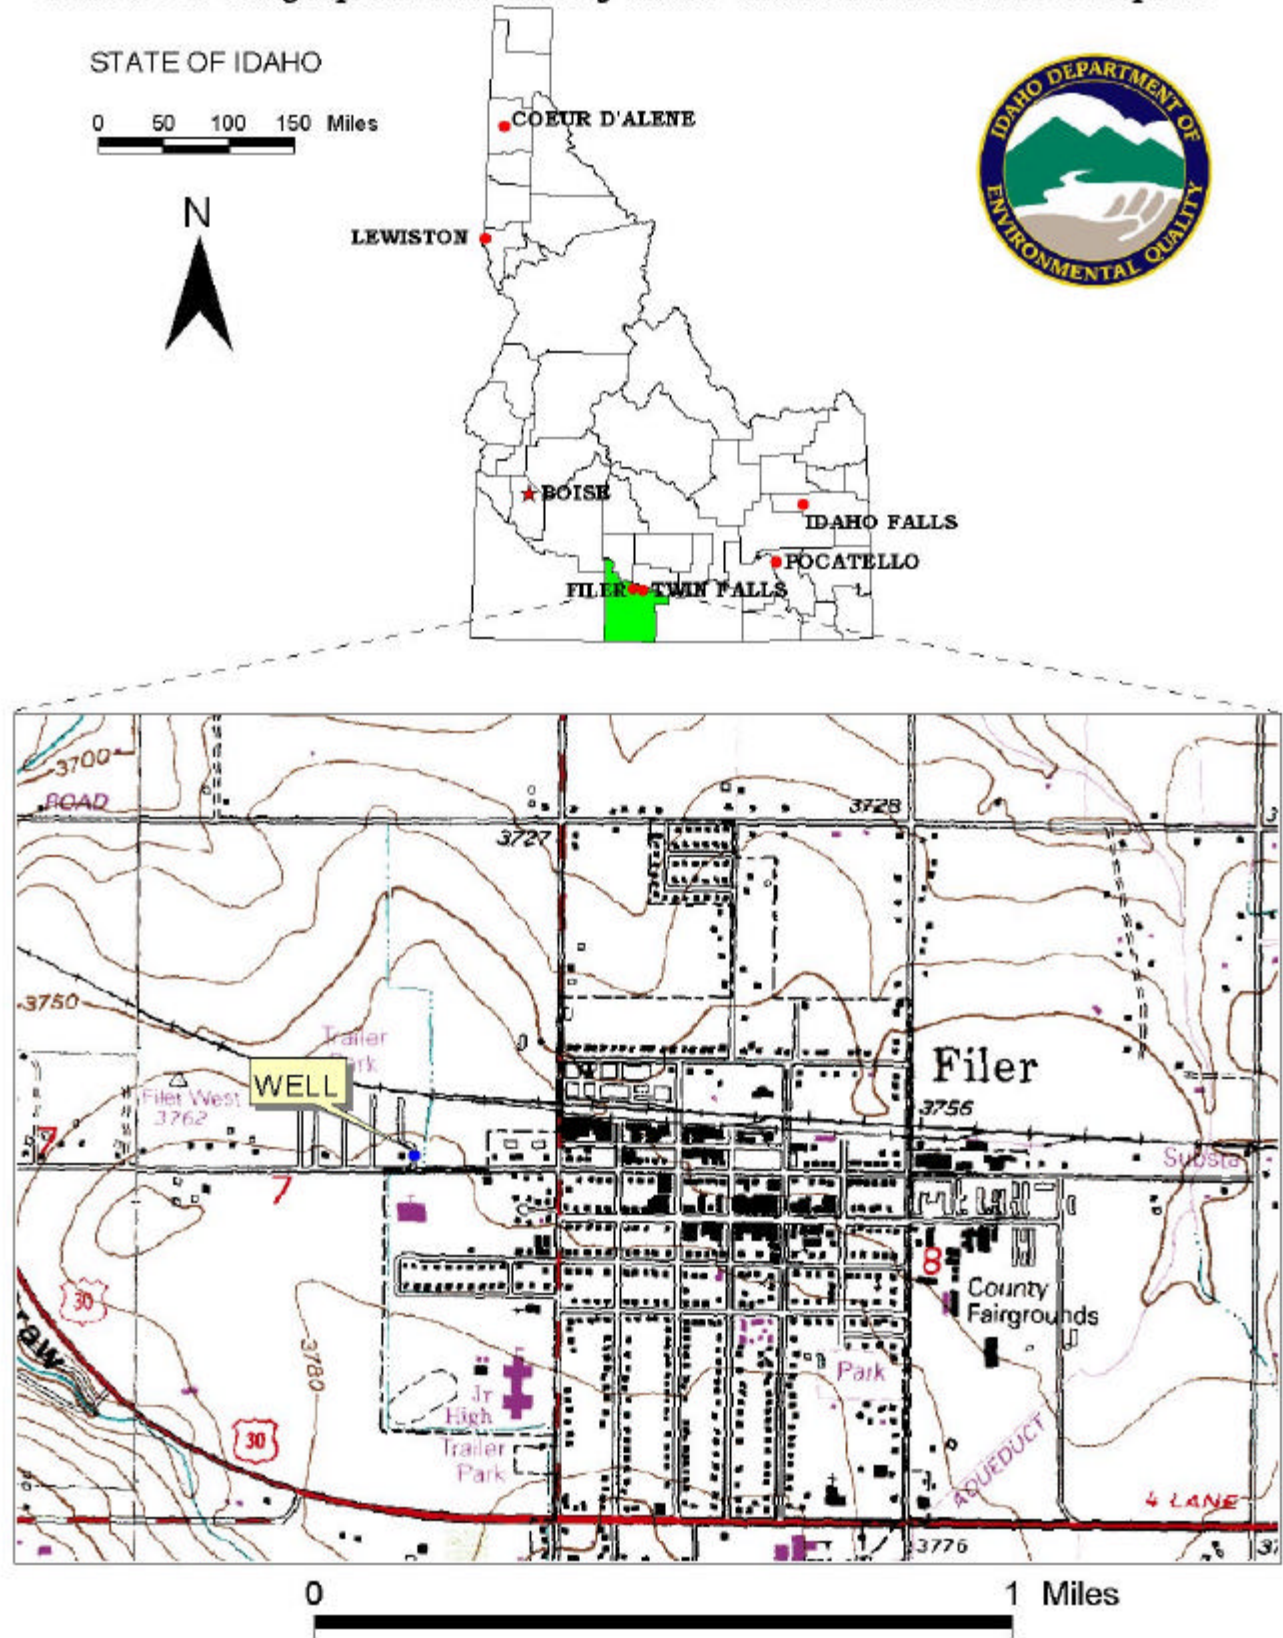 STATE OF IDAHO
0 50 100 150 Miles
N
COEUR D'ALENE
LEWISTON
BOISE
IDAHO FALLS
POCATELLO
FILER
TWIN FALLS
IDAHO DEPARTMENT OF
ENVIRONMENTAL QUALITY
3700
ROAD
3727
3728
3750
Trailer
Park
WELL
Filer West
3762
Filer
3756
7
7
Substa
8
County
Fairgrounds
30
3780
Park
Jr
High
30
Trailer
Park
AQUEDUCT
4 LANE
3776
0 1 Miles